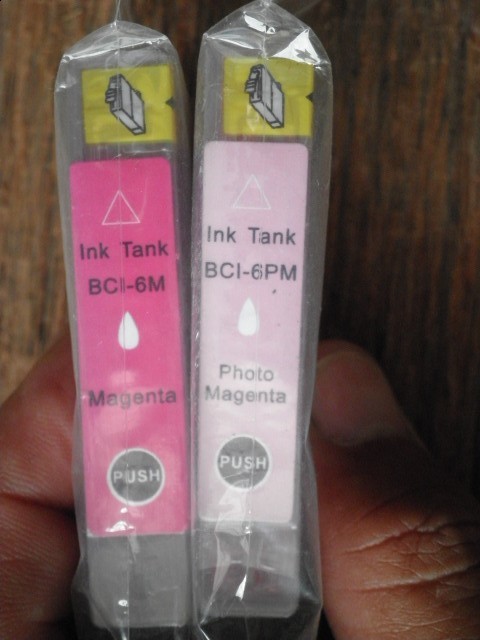 Ink Tank
BCI-6M
Magenta
PUSH
Ink Tank
BCI-6PM
Photo
Magenta
PUSH